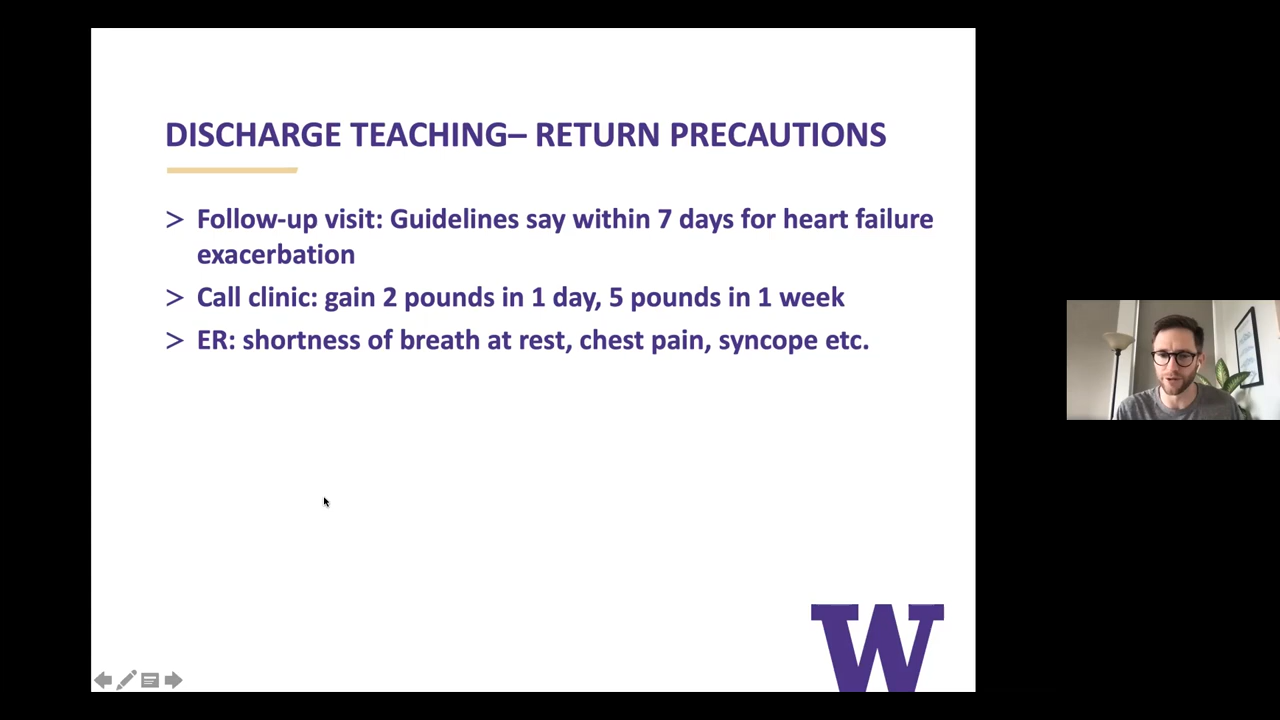 DISCHARGE TEACHING– RETURN PRECAUTIONS
> Follow-up visit: Guidelines say within 7 days for heart failure
exacerbation
> Call clinic: gain 2 pounds in 1 day, 5 pounds in 1 week
> ER: shortness of breath at rest, chest pain, syncope etc.
W